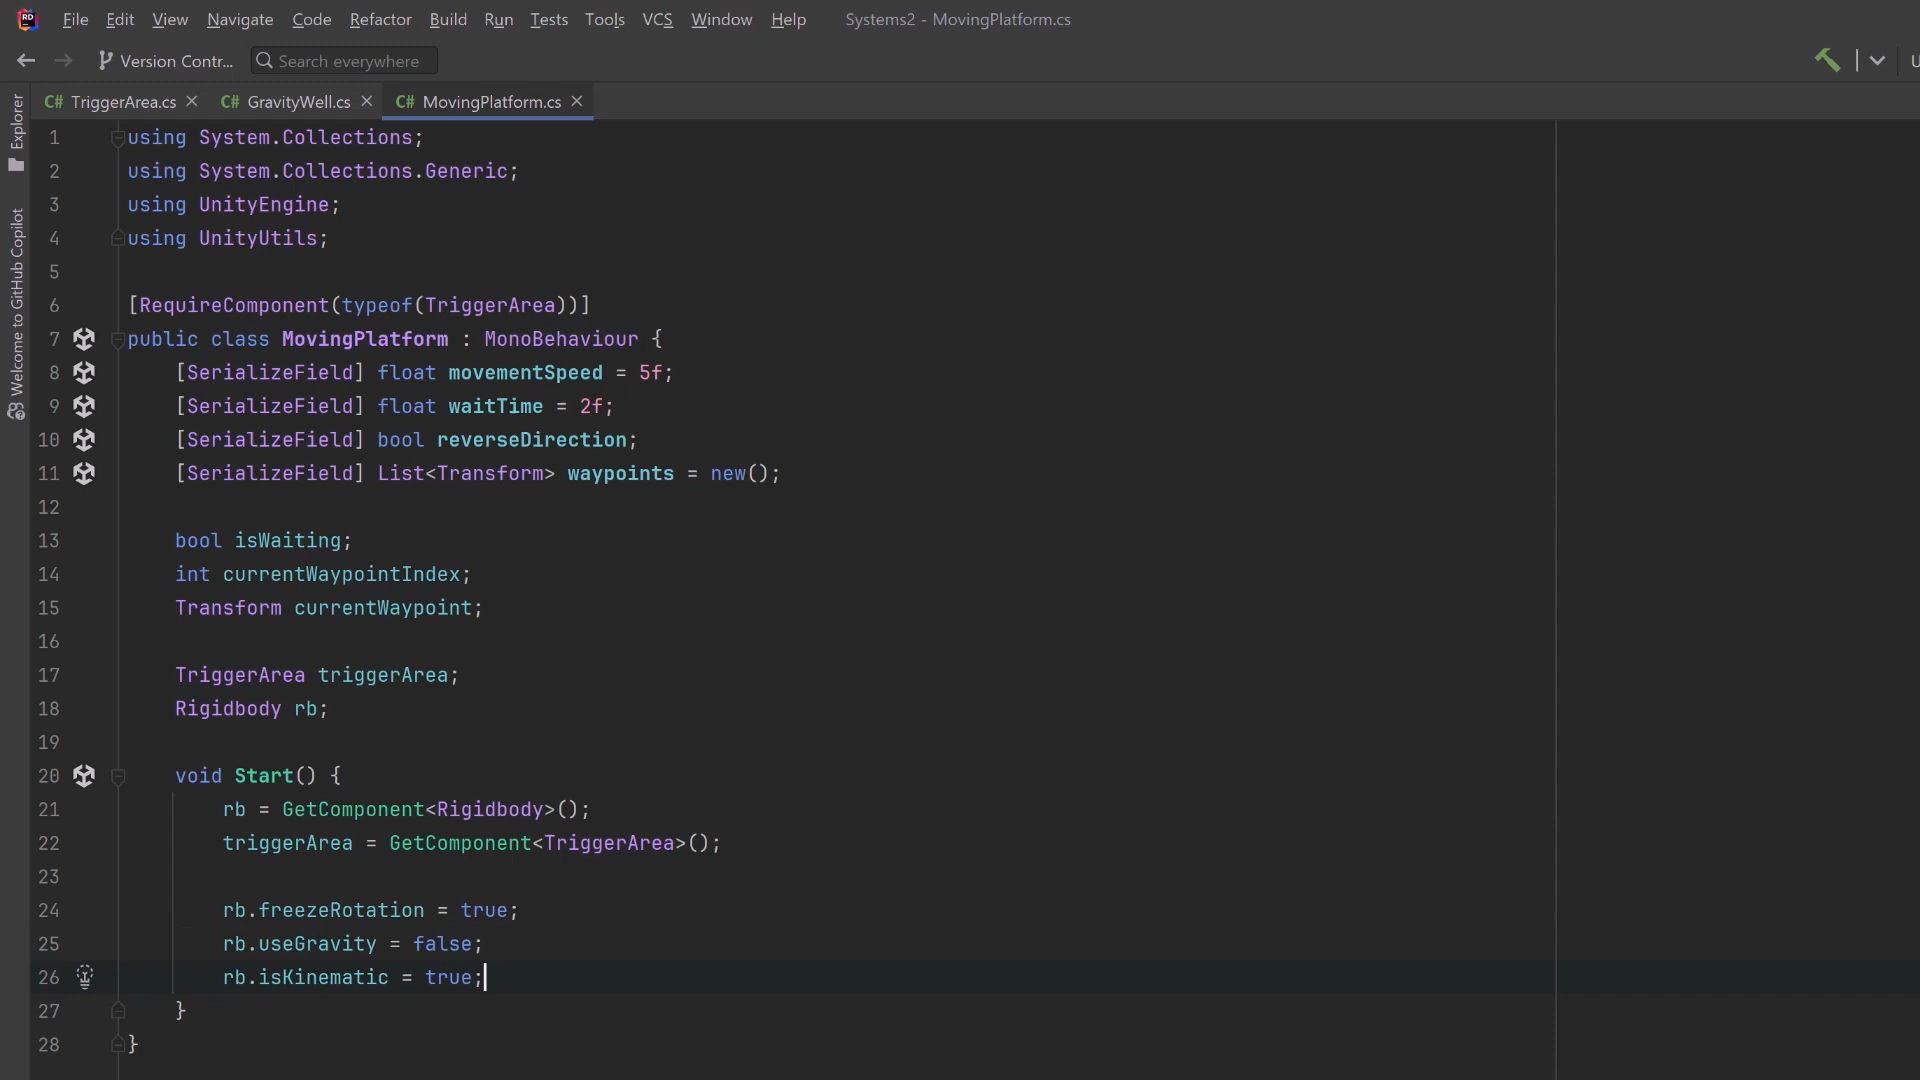 RD File Edit View Navigate Code Refactor Build Run Tests Tools VCS Window Help Systems2 - MovingPlatform.cs
Version Contr... Search everywhere U
C# TriggerArea.cs C# GravityWell.cs C# MovingPlatform.cs
Explorer
Welcome to GitHub Copilot
1 using System.Collections;
2 using System.Collections.Generic;
3 using UnityEngine;
4 using UnityUtils;
5
6 [RequireComponent(typeof(TriggerArea))]
7 public class MovingPlatform : MonoBehaviour {
8 [SerializeField] float movementSpeed = 5f;
9 [SerializeField] float waitTime = 2f;
10 [SerializeField] bool reverseDirection;
11 [SerializeField] List<Transform> waypoints = new();
12
13 bool isWaiting;
14 int currentWaypointIndex;
15 Transform currentWaypoint;
16
17 TriggerArea triggerArea;
18 Rigidbody rb;
19
20 void Start() {
21 rb = GetComponent<Rigidbody>();
22 triggerArea = GetComponent<TriggerArea>();
23
24 rb.freezeRotation = true;
25 rb.useGravity = false;
26 rb.isKinematic = true;
27 }
28 }